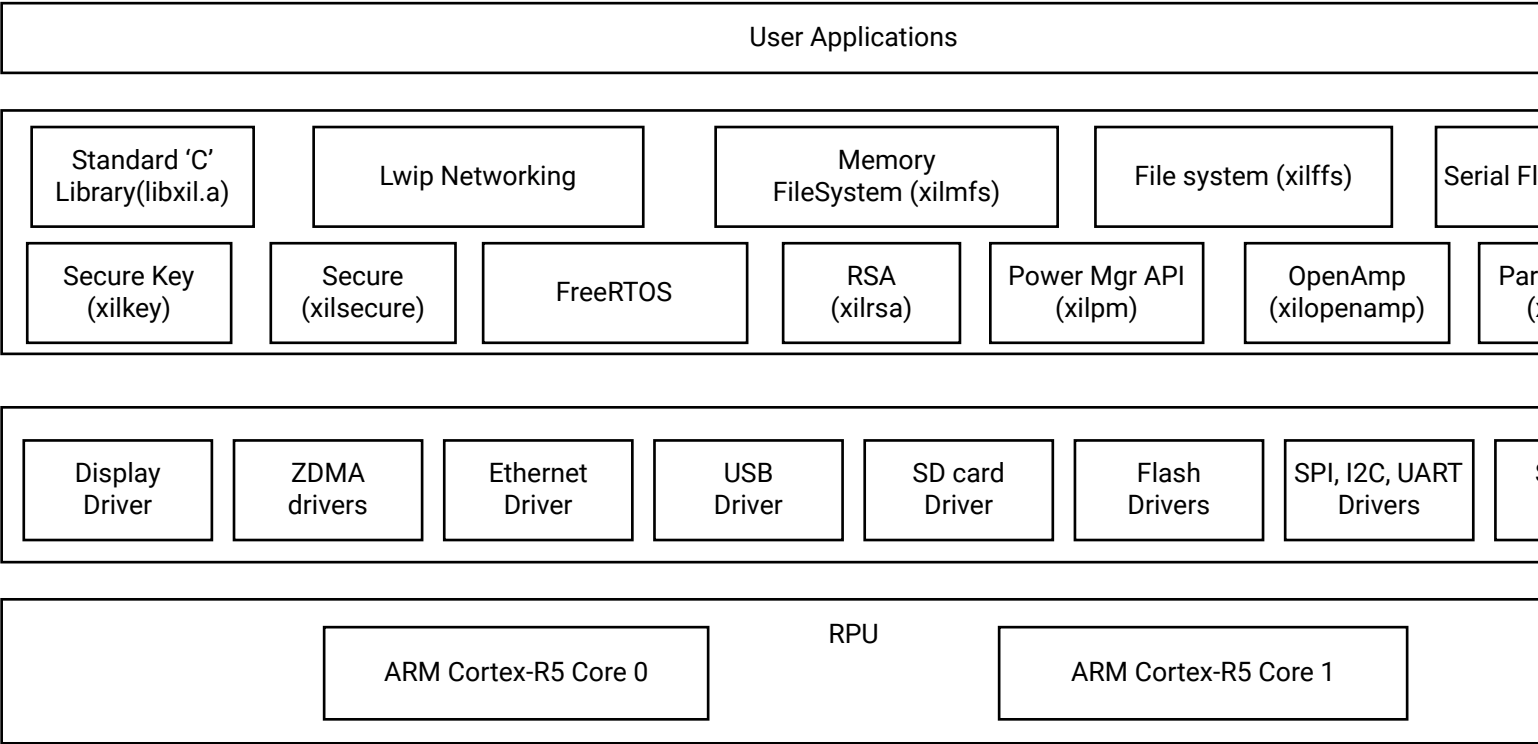 User Applications
Standard ‘C’
Library(libxil.a)
Lwip Networking
Memory
FileSystem (xilmfs)
File system (xilffs)
Serial
Secure Key
(xilkey)
Secure
(xilsecure)
FreeRTOS
RSA
(xilrsa)
Power Mgr API
(xilpm)
OpenAmp
(xilopenamp)
Display
Driver
ZDMA
drivers
Ethernet
Driver
USB
Driver
SD card
Driver
Flash
Drivers
SPI, I2C, UART
Drivers
RPU
ARM Cortex-R5 Core 0
ARM Cortex-R5 Core 1